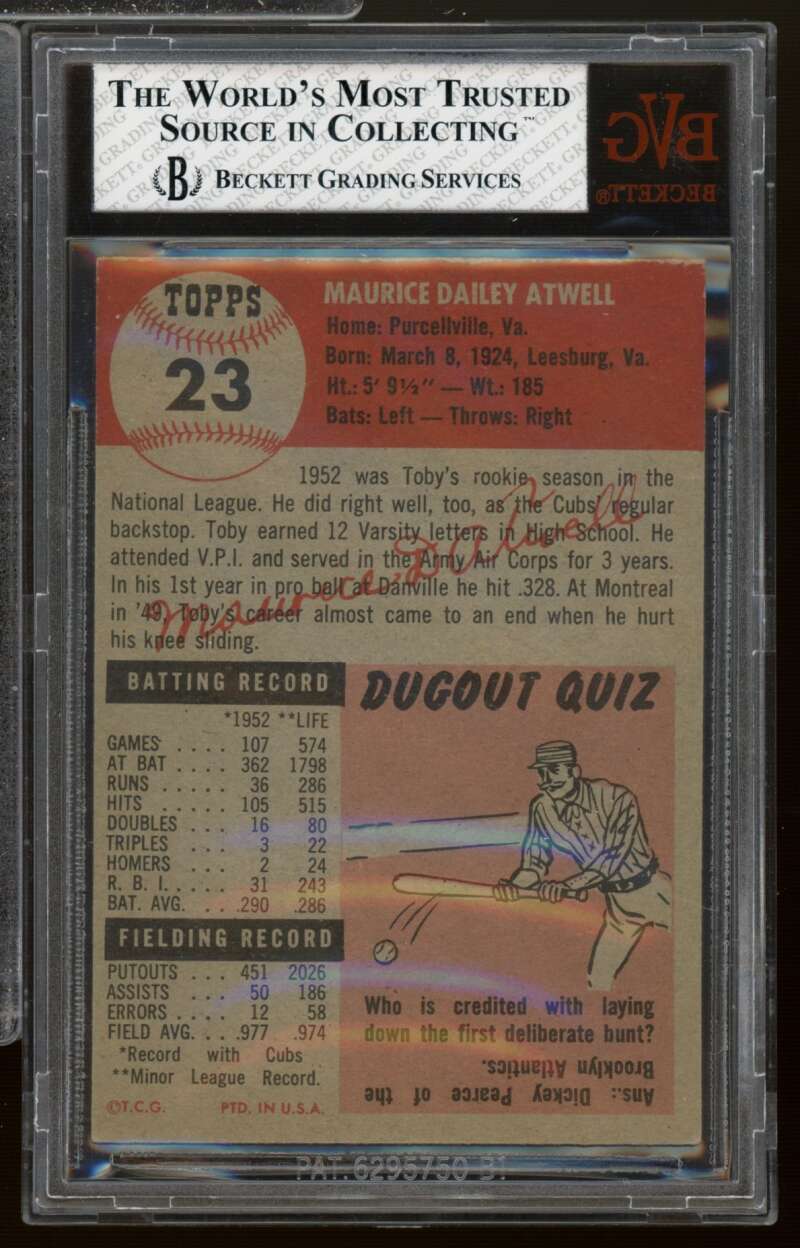 THE WORLD'S MOST TRUSTED
SOURCE IN COLLECTING™
B BECKETT GRADING SERVICES
BVG
BECKETT®
TOPPS
23
MAURICE DAILEY ATWELL
Home: Purcellville, Va.
Born: March 8, 1924, Leesburg, Va.
Ht.: 5' 9½" — Wt.: 185
Bats: Left — Throws: Right
1952 was Toby's rookie season in the
National League. He did right well, too, as the Cubs' regular
backstop. Toby earned 12 Varsity letters in High School. He
attended V.P.I. and served in the Army Air Corps for 3 years.
In his 1st year in pro ball at Danville he hit .328. At Montreal
in '49, Toby's career almost came to an end when he hurt
his knee sliding.
Maurice D Atwell
BATTING RECORD
*1952 **LIFE
GAMES . . . . 107 574
AT BAT . . . . 362 1798
RUNS . . . . . 36 286
HITS . . . . . 105 515
DOUBLES . . . 16 80
TRIPLES . . . 3 22
HOMERS . . . 2 24
R. B. I. . . . . 31 243
BAT. AVG. . . .290 .286
FIELDING RECORD
PUTOUTS . . . 451 2026
ASSISTS . . . 50 186
ERRORS . . . . 12 58
FIELD AVG. . . .977 .974
*Record with Cubs
**Minor League Record.
©T.C.G. PTD. IN U.S.A.
DUGOUT QUIZ
Who is credited with laying
down the first deliberate bunt?
Ans.: Dickey Pearce of the
Brooklyn Atlantics.
PAT. 6295750 B1